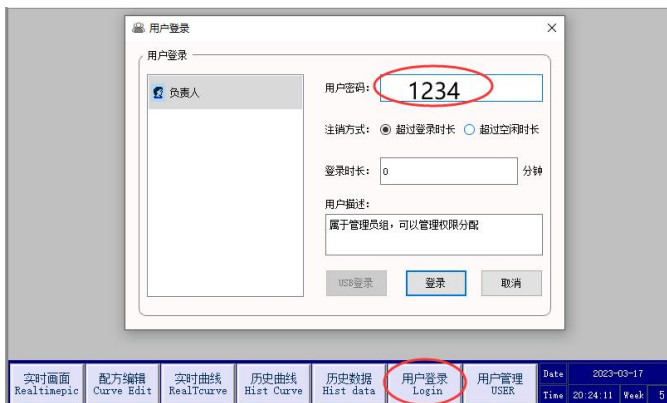 用户登录
用户登录
负责人
用户密码: 1234
注销方式: 超过登录时长 超过空闲时长
登录时长: 0 分钟
用户描述:
属于管理员组，可以管理权限分配
USB登录 登录 取消
实时画面 配方编辑 实时曲线 历史曲线 历史数据 用户登录 用户管理 Date 2023-03-17
Realtimepic Curve Edit RealTcurve Hist Curve Hist data Login USER Time 20:24:11 Week 5